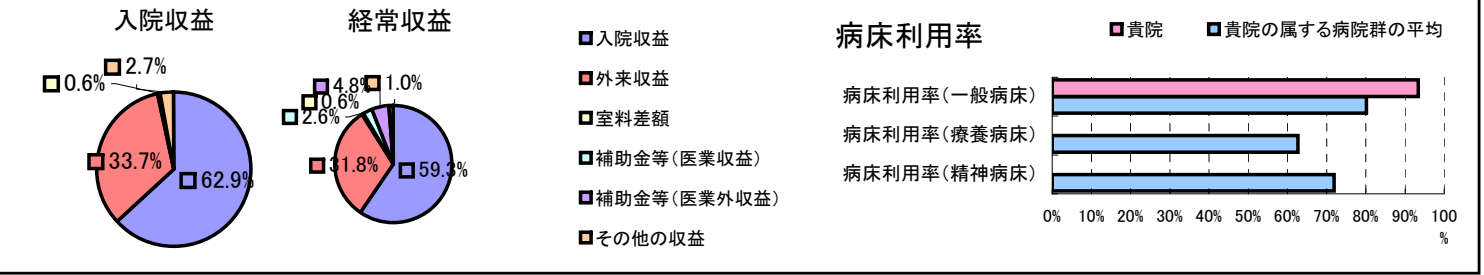 入院収益
2.7%
0.6%
33.7%
62.9%
経常収益
4.8%
1.0%
0.6%
2.6%
31.8%
59.3%
入院収益
外来収益
室料差額
補助金等(医業収益)
補助金等(医業外収益)
その他の収益
病床利用率
貴院
貴院の属する病院群の平均
病床利用率(一般病床)
病床利用率(療養病床)
病床利用率(精神病床)
0% 10% 20% 30% 40% 50% 60% 70% 80% 90% 100
%